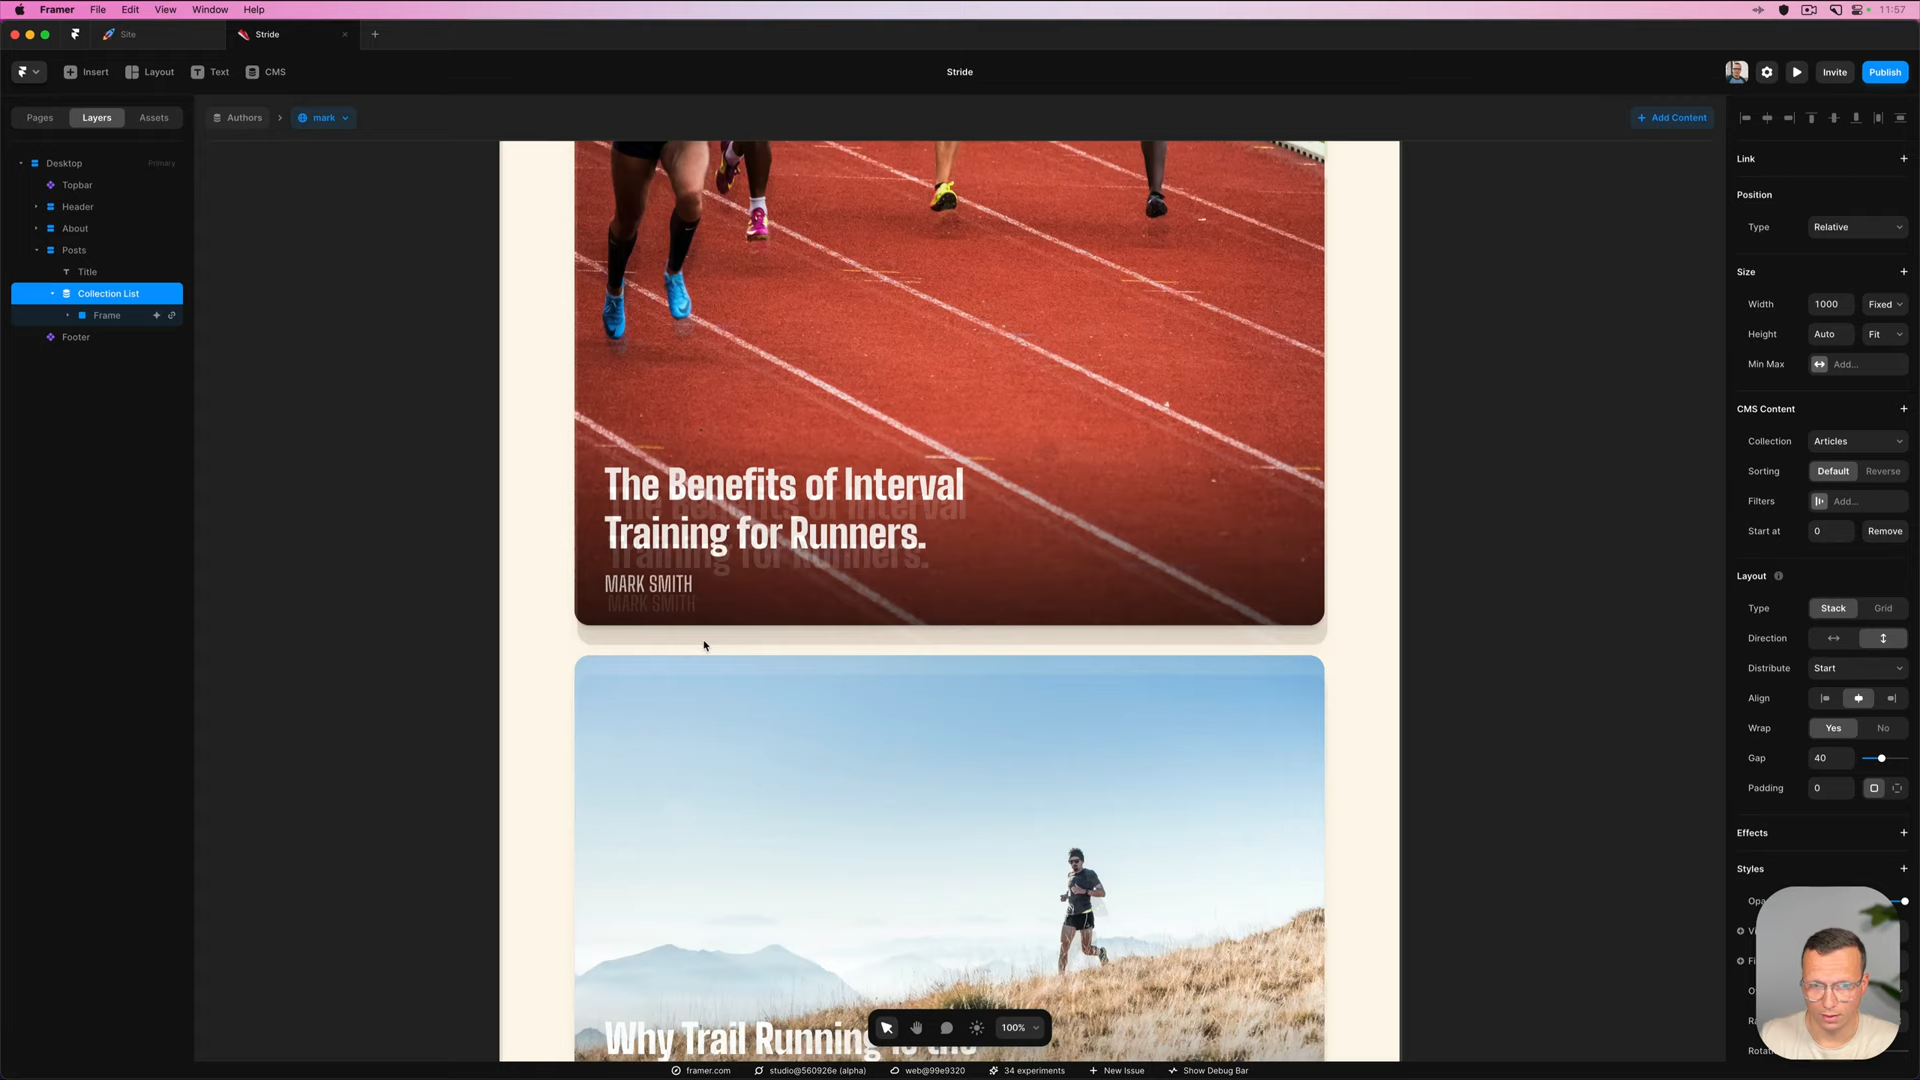 Framer File Edit View Window Help 11:57
Site Stride
Insert Layout Text CMS Stride Invite Publish
Pages Layers Assets Authors mark Add Content
Desktop Primary
Topbar
Header
About
Posts
Title
Collection List
Frame
Footer
The Benefits of Interval
Training for Runners.
MARK SMITH
Why Trail Running is the
100%
Link
Position
Type Relative
Size
Width 1000 Fixed
Height Auto Fit
Min Max Add...
CMS Content
Collection Articles
Sorting Default Reverse
Filters Add...
Start at 0 Remove
Layout
Type Stack Grid
Direction
Distribute Start
Align
Wrap Yes No
Gap 40
Padding 0
Effects
Styles
framer.com studio@560926e (alpha) web@99e9320 34 experiments New Issue Show Debug Bar